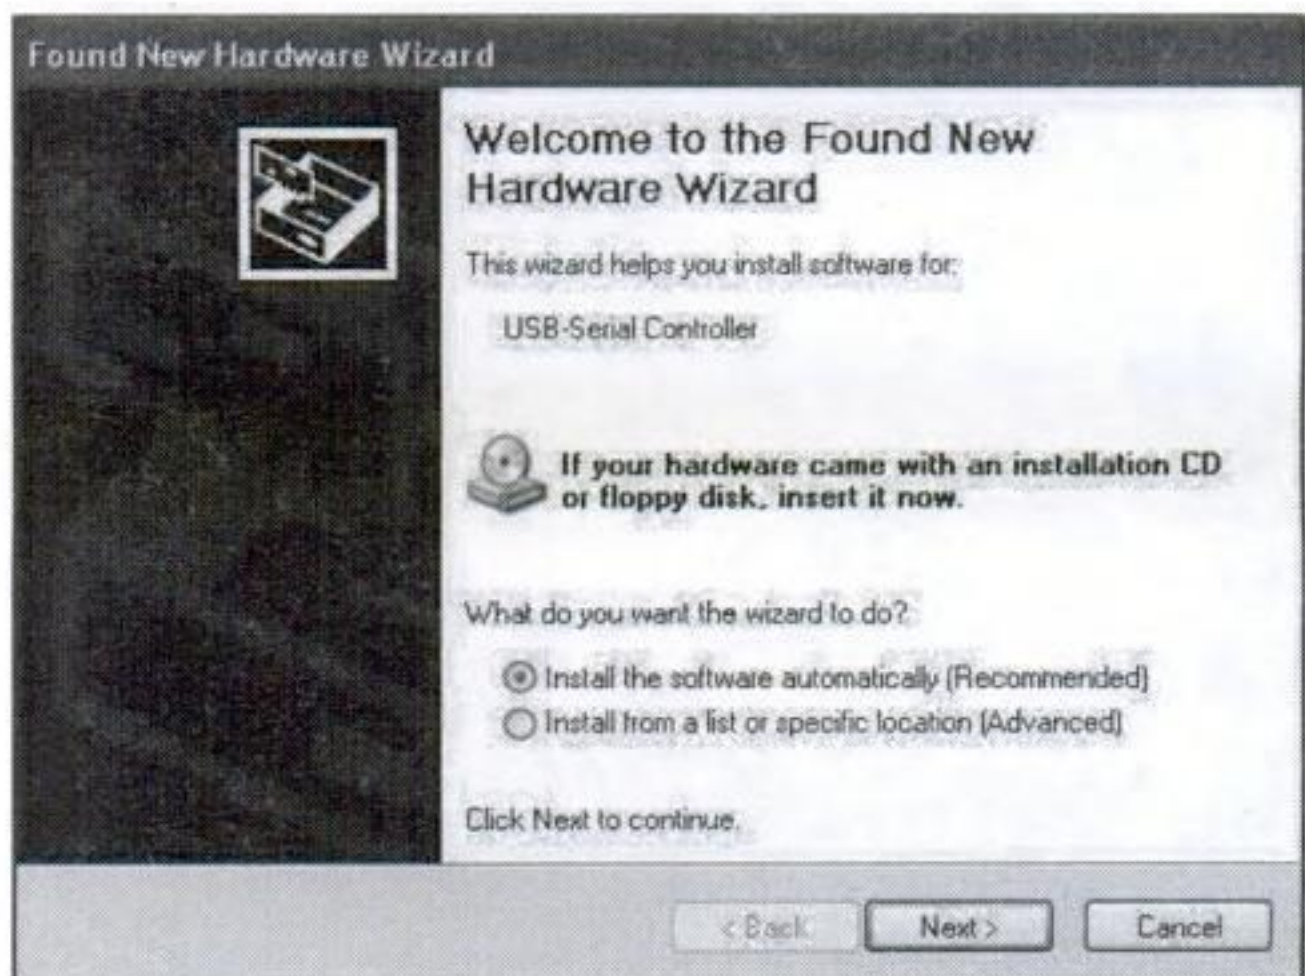 Found New Hardware Wizard
Welcome to the Found New
Hardware Wizard
This wizard helps you install software for:
USB-Serial Controller
If your hardware came with an installation CD
or floppy disk, insert it now.
What do you want the wizard to do?
Install the software automatically (Recommended)
Install from a list or specific location (Advanced)
Click Next to continue.
< Back
Next >
Cancel